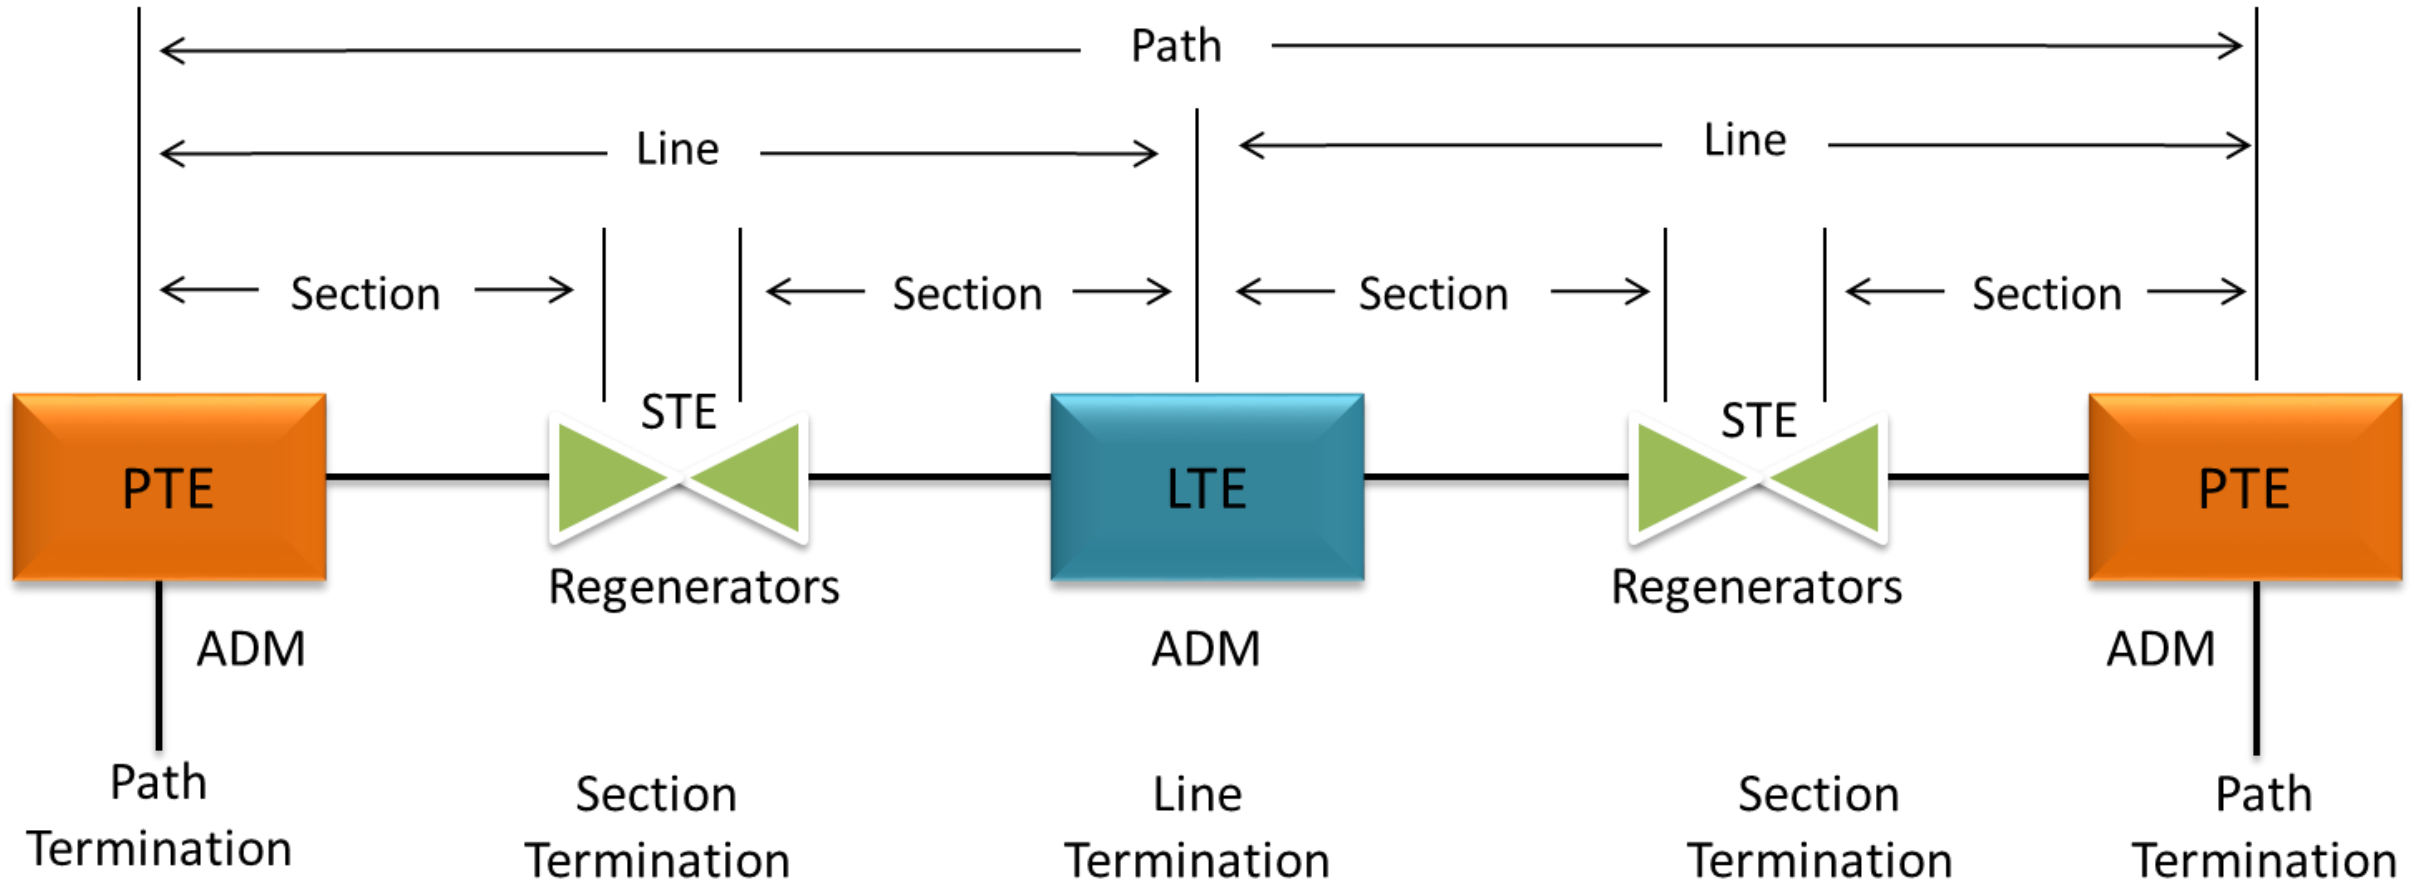 Path
Line
Line
Section
Section
Section
Section
STE
STE
PTE
LTE
PTE
Regenerators
Regenerators
ADM
ADM
ADM
Path
Termination
Section
Termination
Line
Termination
Section
Termination
Path
Termination